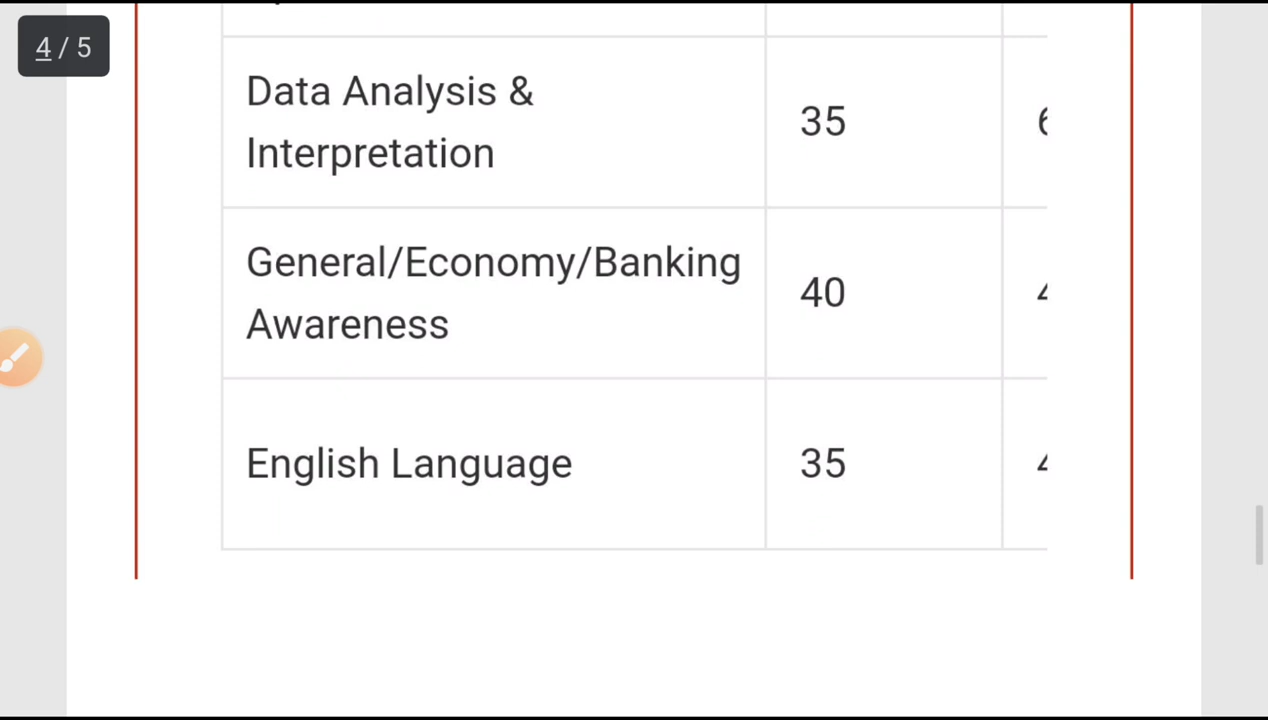 4 / 5
Data Analysis &
Interpretation
35
General/Economy/Banking
Awareness
40
English Language
35